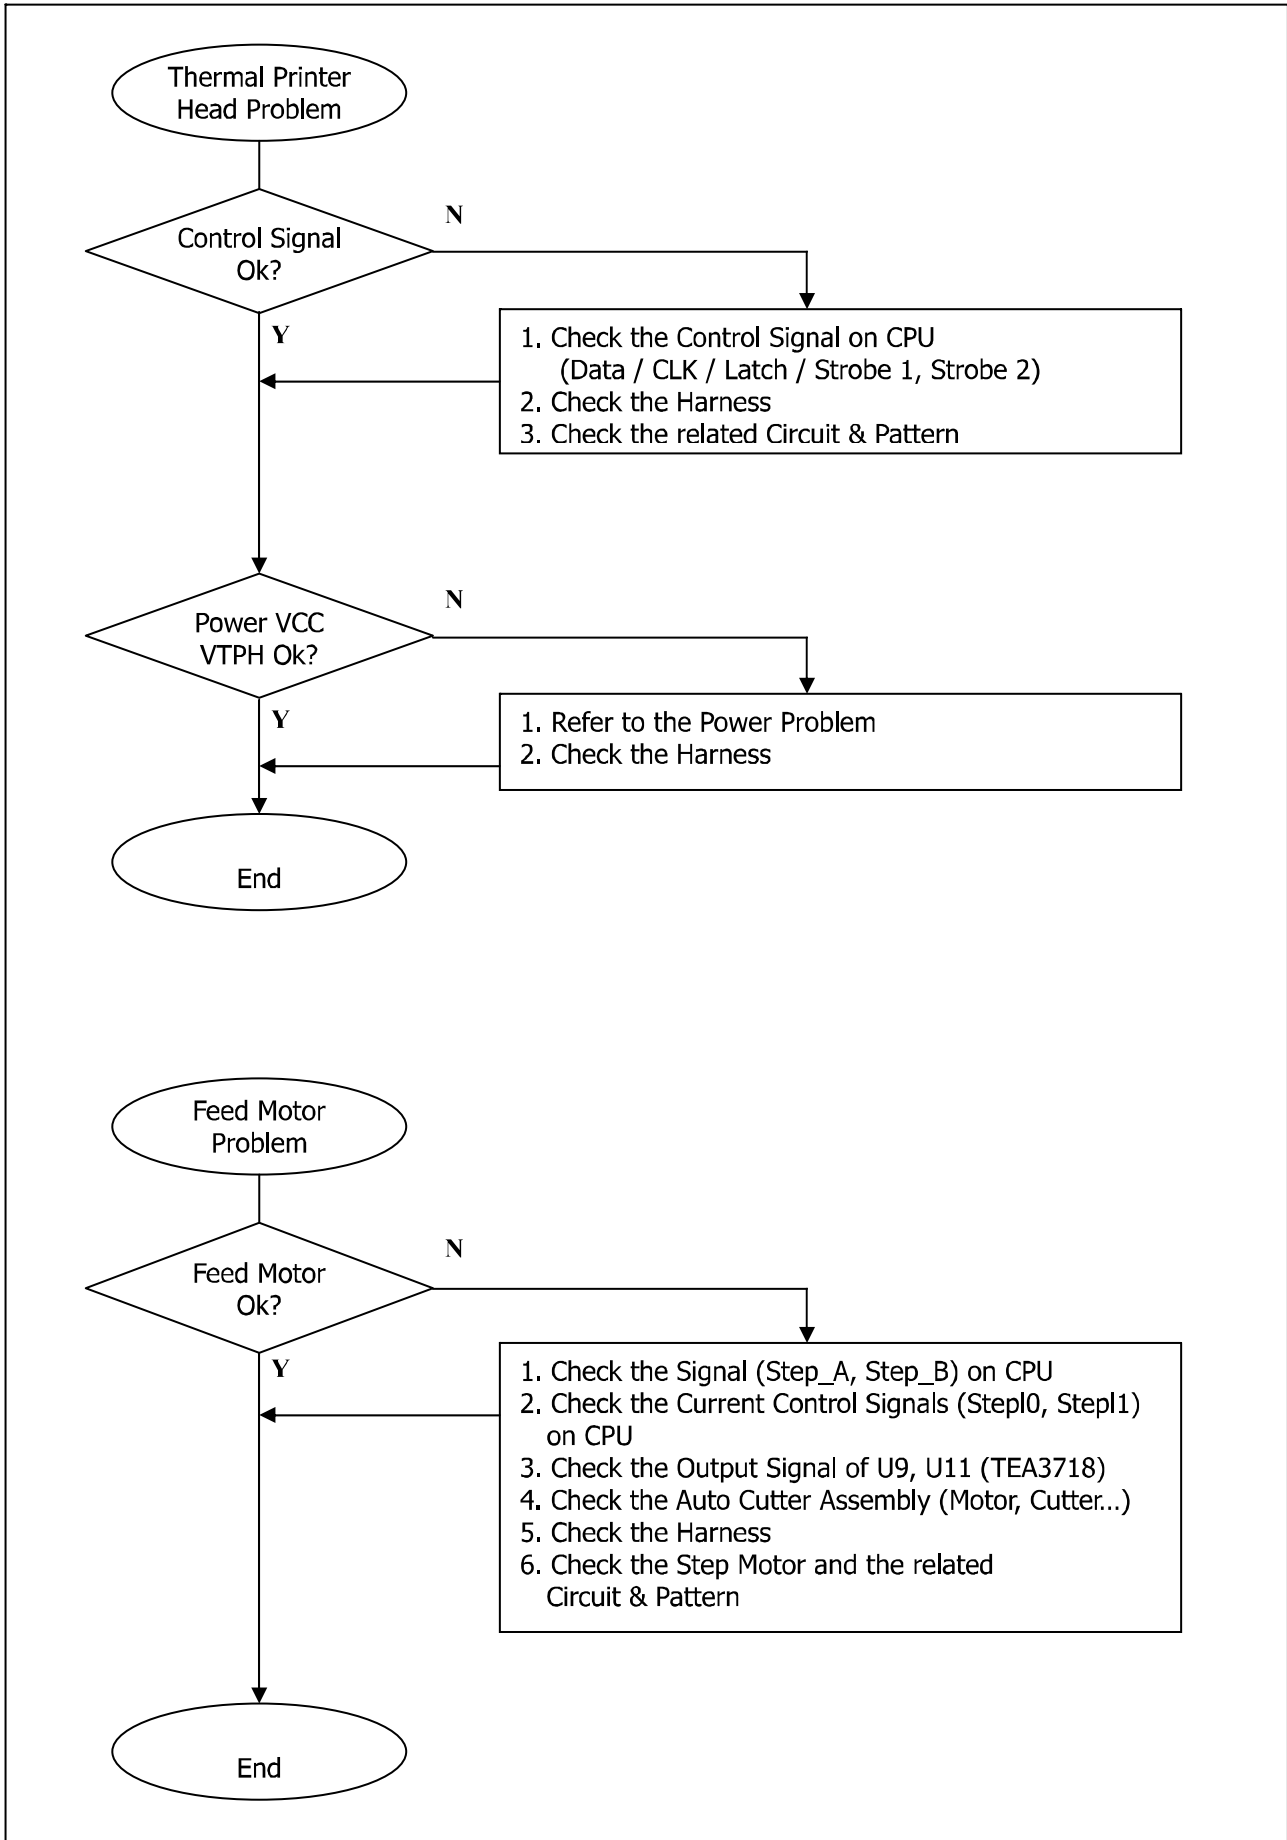 Thermal Printer
Head Problem
N
Control Signal
Ok?
Y
1. Check the Control Signal on CPU
(Data / CLK / Latch / Strobe 1, Strobe 2)
2. Check the Harness
3. Check the related Circuit & Pattern
N
Power VCC
VTPH Ok?
Y
1. Refer to the Power Problem
2. Check the Harness
End
Feed Motor
Problem
N
Feed Motor
Ok?
Y
1. Check the Signal (Step_A, Step_B) on CPU
2. Check the Current Control Signals (StepI0, StepI1)
on CPU
3. Check the Output Signal of U9, U11 (TEA3718)
4. Check the Auto Cutter Assembly (Motor, Cutter...)
5. Check the Harness
6. Check the Step Motor and the related
Circuit & Pattern
End